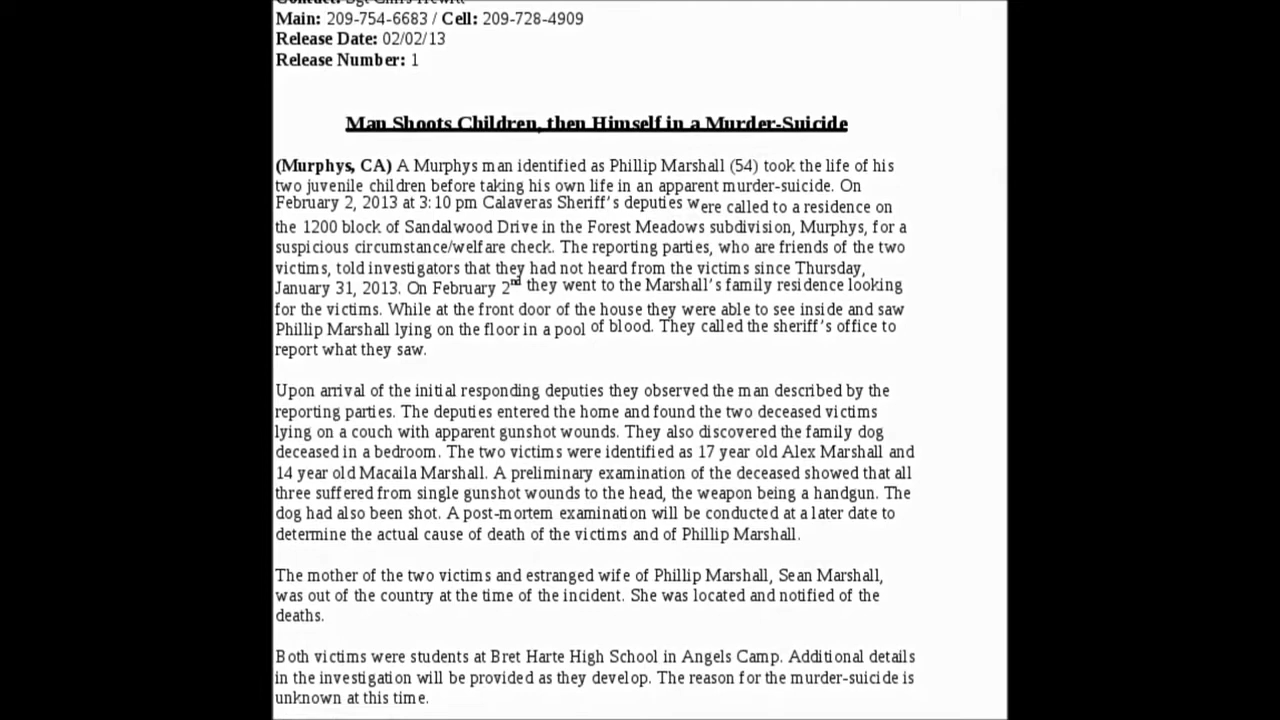 Main: 209-754-6683 / Cell: 209-728-4909
Release Date: 02/02/13
Release Number: 1
Man Shoots Children, then Himself in a Murder-Suicide
(Murphys, CA) A Murphys man identified as Phillip Marshall (54) took the life of his
two juvenile children before taking his own life in an apparent murder-suicide. On
February 2, 2013 at 3:10 pm Calaveras Sheriff's deputies were called to a residence on
the 1200 block of Sandalwood Drive in the Forest Meadows subdivision, Murphys, for a
suspicious circumstance/welfare check. The reporting parties, who are friends of the two
victims, told investigators that they had not heard from the victims since Thursday,
January 31, 2013. On February 2nd they went to the Marshall's family residence looking
for the victims. While at the front door of the house they were able to see inside and saw
Phillip Marshall lying on the floor in a pool of blood. They called the sheriff's office to
report what they saw.
Upon arrival of the initial responding deputies they observed the man described by the
reporting parties. The deputies entered the home and found the two deceased victims
lying on a couch with apparent gunshot wounds. They also discovered the family dog
deceased in a bedroom. The two victims were identified as 17 year old Alex Marshall and
14 year old Macaila Marshall. A preliminary examination of the deceased showed that all
three suffered from single gunshot wounds to the head, the weapon being a handgun. The
dog had also been shot. A post-mortem examination will be conducted at a later date to
determine the actual cause of death of the victims and of Phillip Marshall.
The mother of the two victims and estranged wife of Phillip Marshall, Sean Marshall,
was out of the country at the time of the incident. She was located and notified of the
deaths.
Both victims were students at Bret Harte High School in Angels Camp. Additional details
in the investigation will be provided as they develop. The reason for the murder-suicide is
unknown at this time.